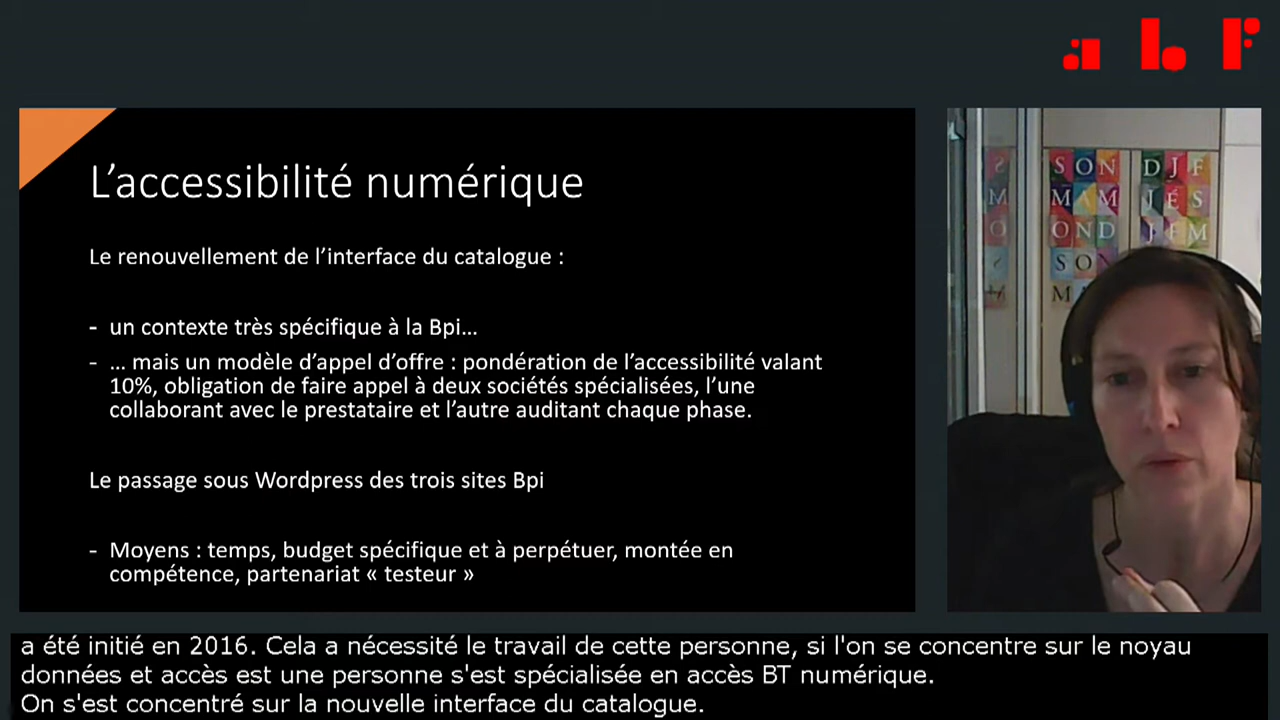 a b f
L'accessibilité numérique
Le renouvellement de l'interface du catalogue :
- un contexte très spécifique à la Bpi…
- … mais un modèle d'appel d'offre : pondération de l'accessibilité valant
10%, obligation de faire appel à deux sociétés spécialisées, l'une
collaborant avec le prestataire et l'autre auditant chaque phase.
Le passage sous Wordpress des trois sites Bpi
- Moyens : temps, budget spécifique et à perpétuer, montée en
compétence, partenariat « testeur »
SON DJF
MAM JÉS
OND JFM
SO
a été initié en 2016. Cela a nécessité le travail de cette personne, si l'on se concentre sur le noyau
données et accès est une personne s'est spécialisée en accès BT numérique.
On s'est concentré sur la nouvelle interface du catalogue.